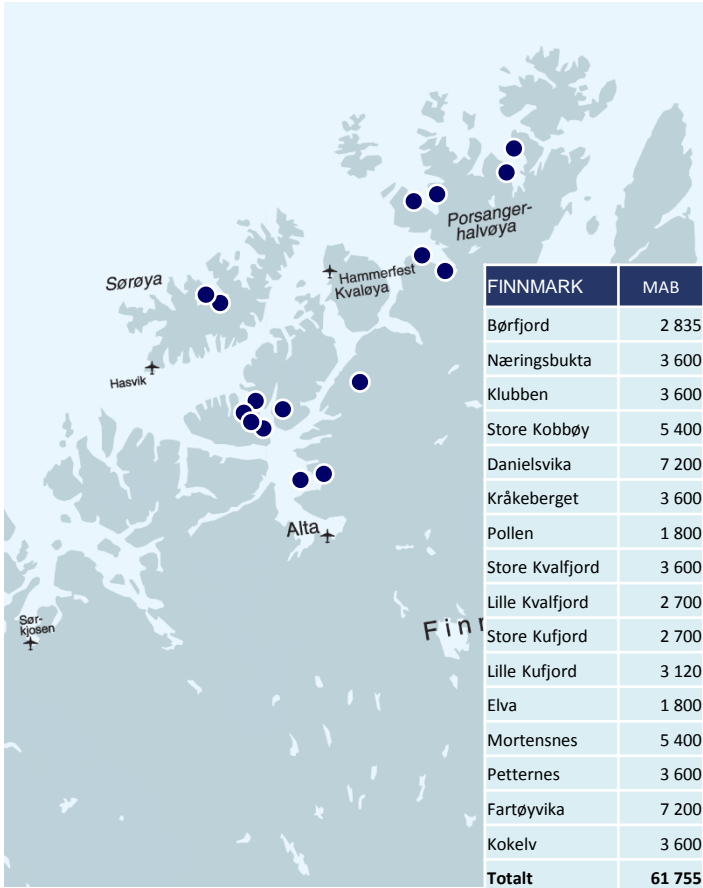 Porsanger-
halvøya
Sørøya
Hammerfest
Kvaløya
Hasvik
Alta
Sør-
kjosen
Finn
FINNMARK MAB
Børfjord 2 835
Næringsbukta 3 600
Klubben 3 600
Store Kobbøy 5 400
Danielsvika 7 200
Kråkeberget 3 600
Pollen 1 800
Store Kvalfjord 3 600
Lille Kvalfjord 2 700
Store Kufjord 2 700
Lille Kufjord 3 120
Elva 1 800
Mortensnes 5 400
Petternes 3 600
Fartøyvika 7 200
Kokelv 3 600
Totalt 61 755